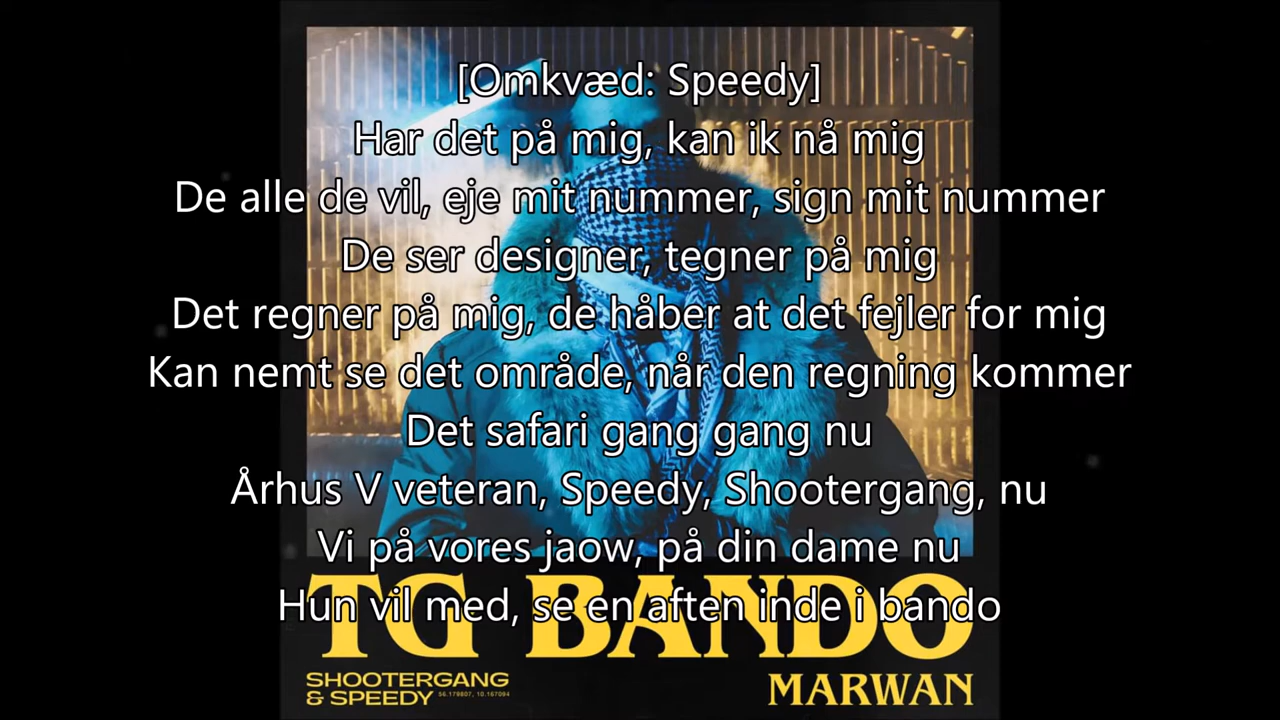 [Omkvæd: Speedy]
Har det på mig, kan ik nå mig
De alle de vil, eje mit nummer, sign mit nummer
De ser designer, tegner på mig
Det regner på mig, de håber at det fejler for mig
Kan nemt se det område, når den regning kommer
Det safari gang gang nu
Århus V veteran, Speedy, Shootergang, nu
Vi på vores jaow, på din dame nu
Hun vil med, se en aften inde i bando
TG BANDO
SHOOTERGANG
& SPEEDY 56.179807, 10.167094
MARWAN